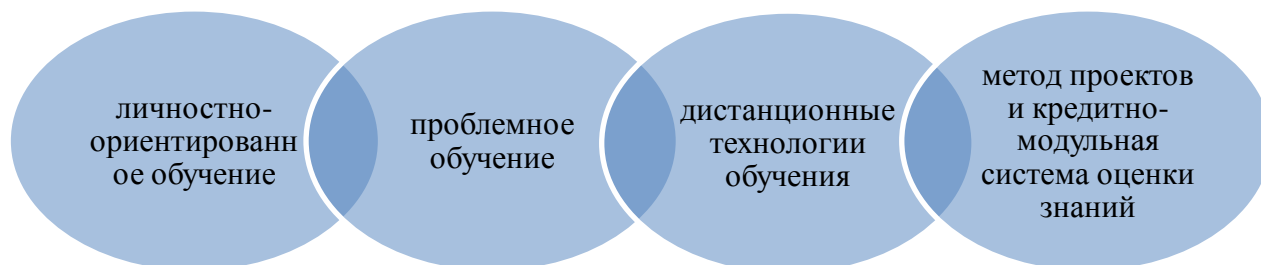 личностно-
ориентированн
ое обучение
проблемное
обучение
дистанционные
технологии
обучения
метод проектов
и кредитно-
модульная
система оценки
знаний